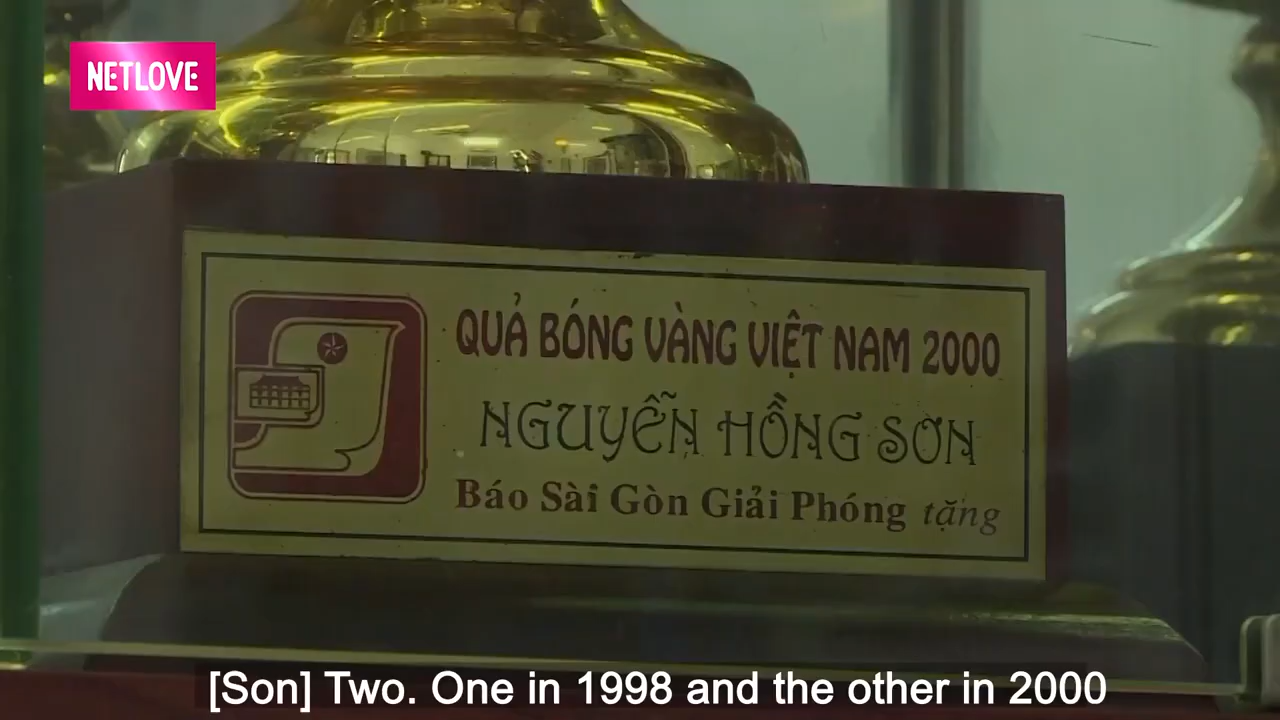 NETLOVE
QUẢ BÓNG VÀNG VIỆT NAM 2000
NGUYỄN HỒNG SƠN
Báo Sài Gòn Giải Phóng tặng
[Son] Two. One in 1998 and the other in 2000